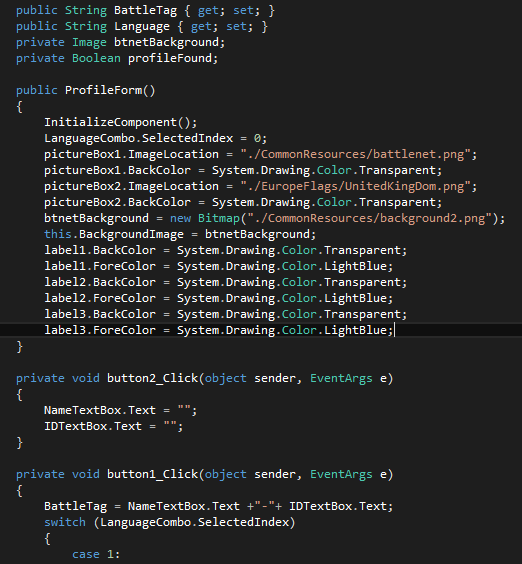 public String BattleTag { get; set; }
public String Language { get; set; }
private Image btnetBackground;
private Boolean profileFound;
public ProfileForm()
{
InitializeComponent();
LanguageCombo.SelectedIndex = 0;
pictureBox1.ImageLocation = "./CommonResources/battlenet.png";
pictureBox1.BackColor = System.Drawing.Color.Transparent;
pictureBox2.ImageLocation = "./EuropeFlags/UnitedKingDom.png";
pictureBox2.BackColor = System.Drawing.Color.Transparent;
btnetBackground = new Bitmap("./CommonResources/background2.png");
this.BackgroundImage = btnetBackground;
label1.BackColor = System.Drawing.Color.Transparent;
label1.ForeColor = System.Drawing.Color.LightBlue;
label2.BackColor = System.Drawing.Color.Transparent;
label2.ForeColor = System.Drawing.Color.LightBlue;
label3.BackColor = System.Drawing.Color.Transparent;
label3.ForeColor = System.Drawing.Color.LightBlue;
}
private void button2_Click(object sender, EventArgs e)
{
NameTextBox.Text = "";
IDTextBox.Text = "";
}
private void button1_Click(object sender, EventArgs e)
{
BattleTag = NameTextBox.Text +"-"+ IDTextBox.Text;
switch (LanguageCombo.SelectedIndex)
{
case 1: